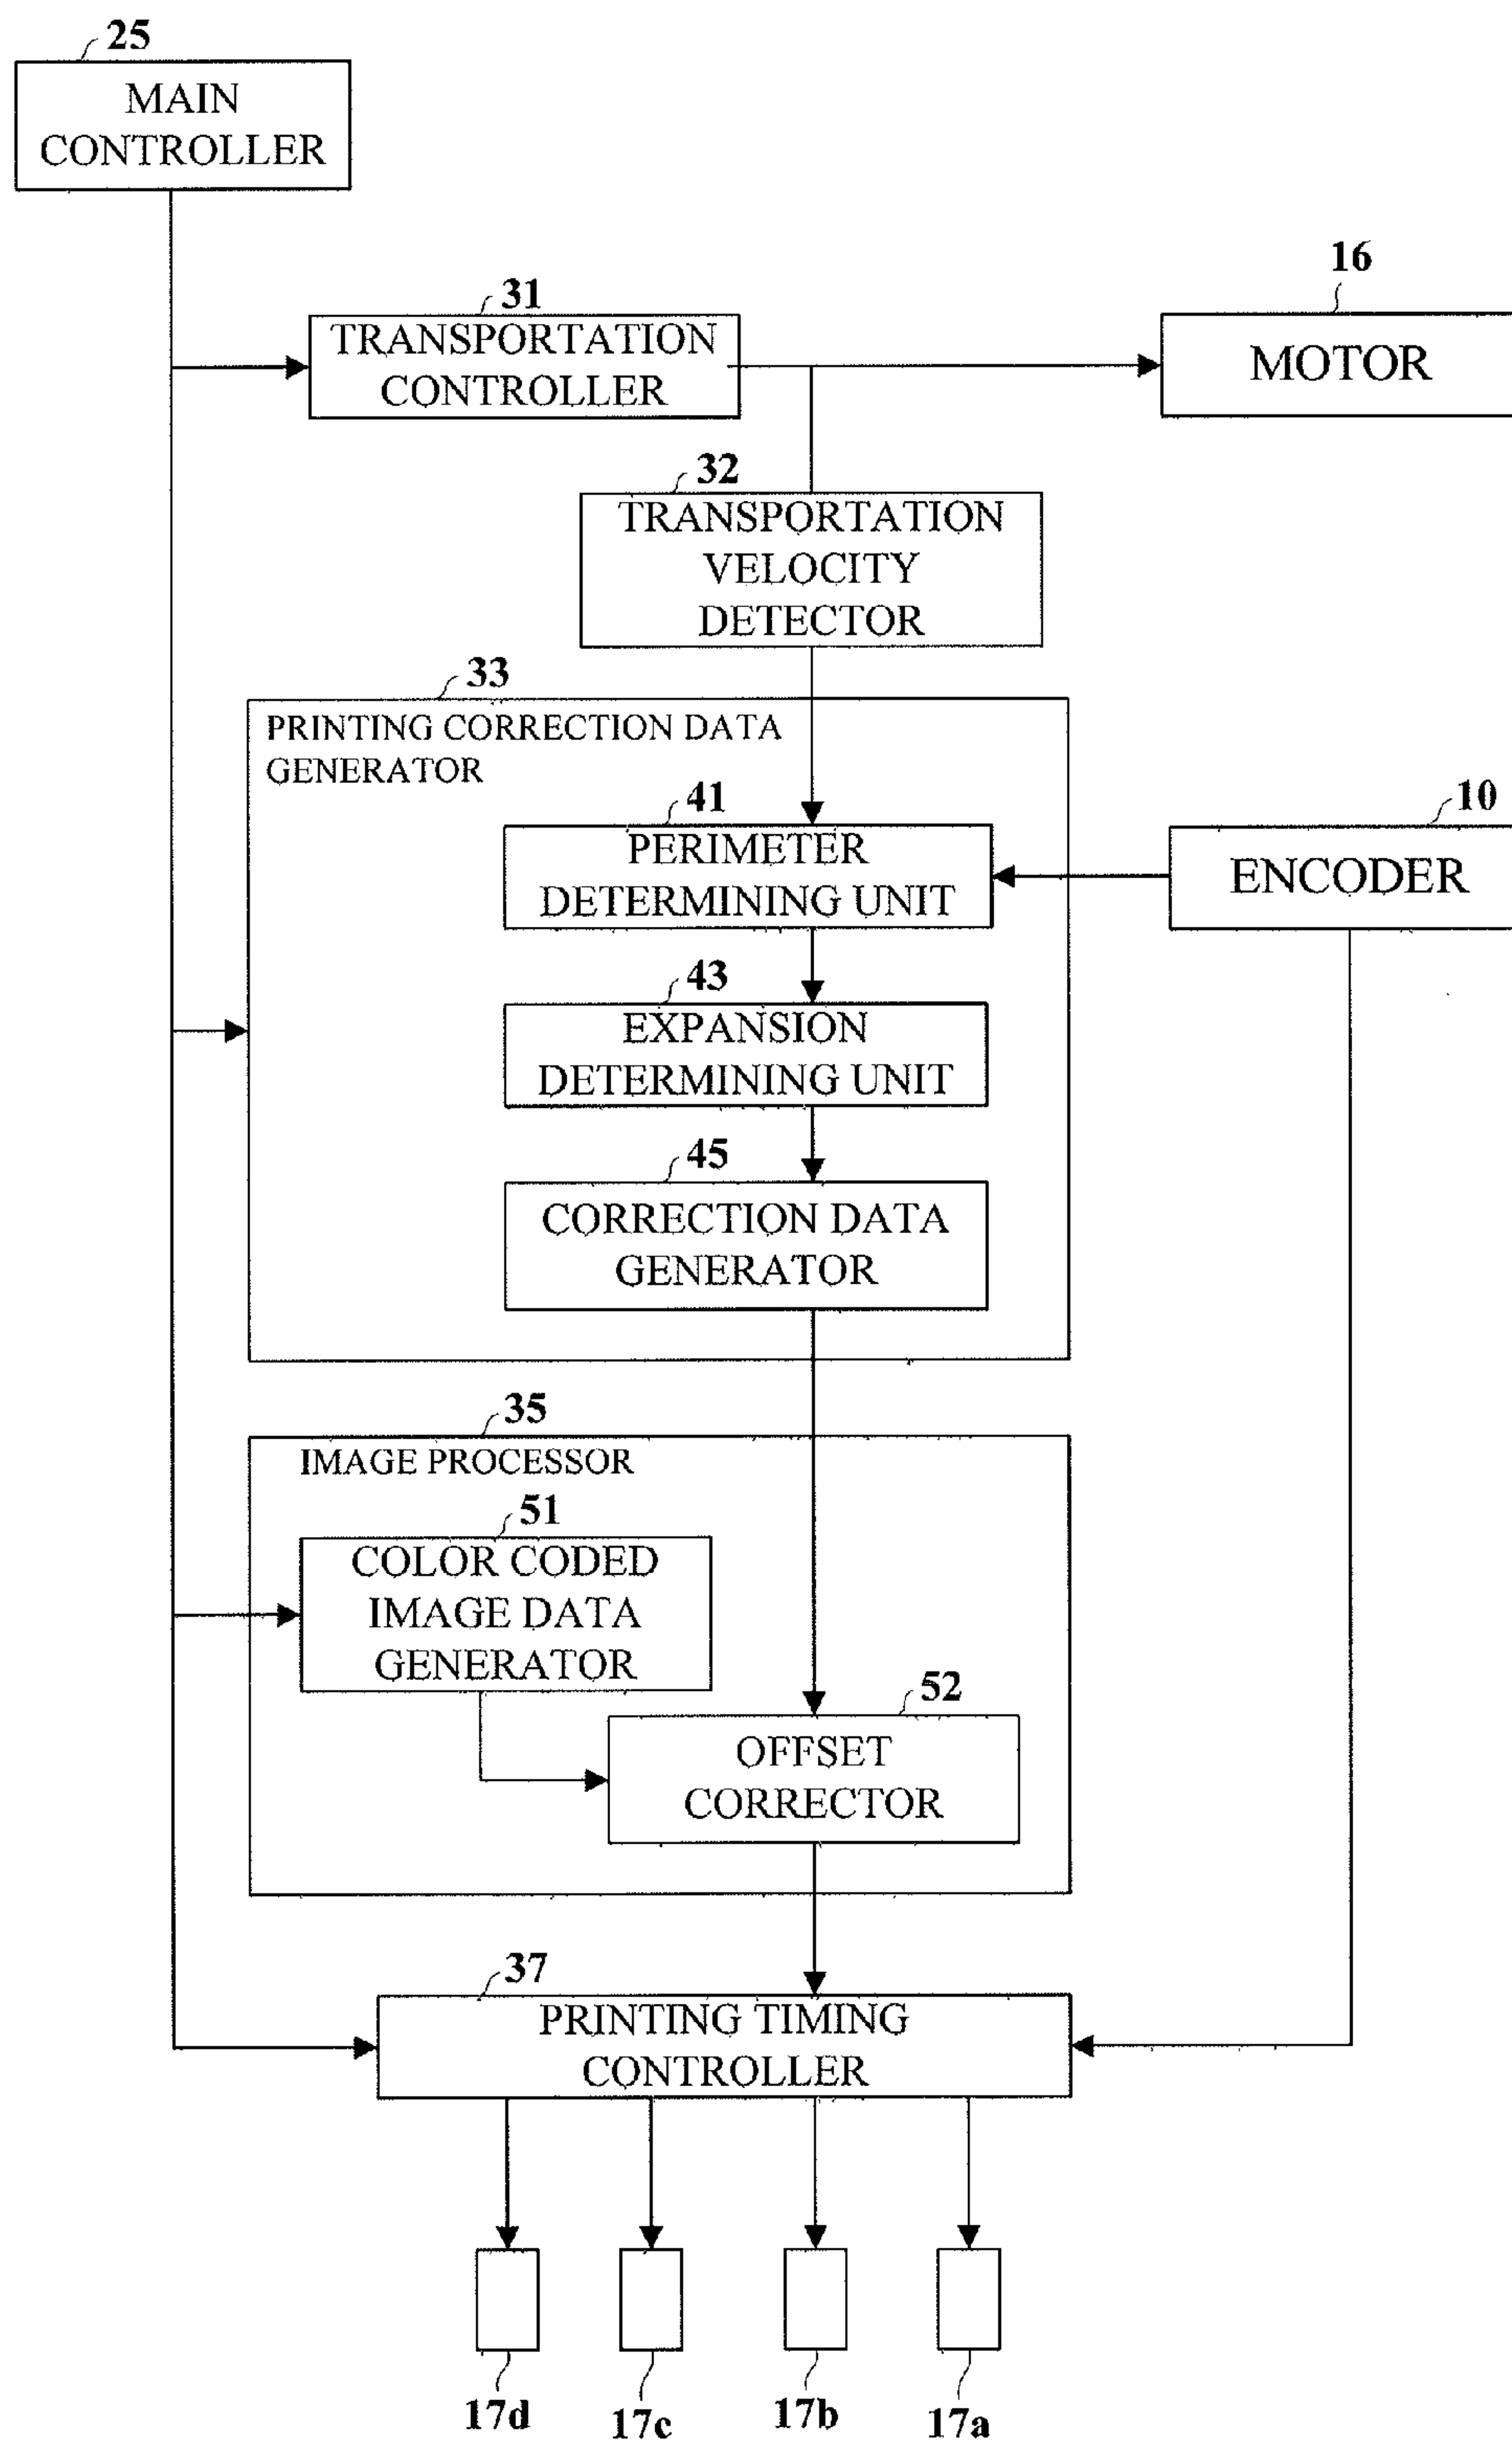 25
MAIN
CONTROLLER
16
31
TRANSPORTATION
CONTROLLER
MOTOR
32
TRANSPORTATION
VELOCITY
DETECTOR
33
PRINTING CORRECTION DATA
GENERATOR
41
PERIMETER
DETERMINING UNIT
10
ENCODER
43
EXPANSION
DETERMINING UNIT
45
CORRECTION DATA
GENERATOR
35
IMAGE PROCESSOR
51
COLOR CODED
IMAGE DATA
GENERATOR
52
OFFSET
CORRECTOR
37
PRINTING TIMING
CONTROLLER
17d
17c
17b
17a